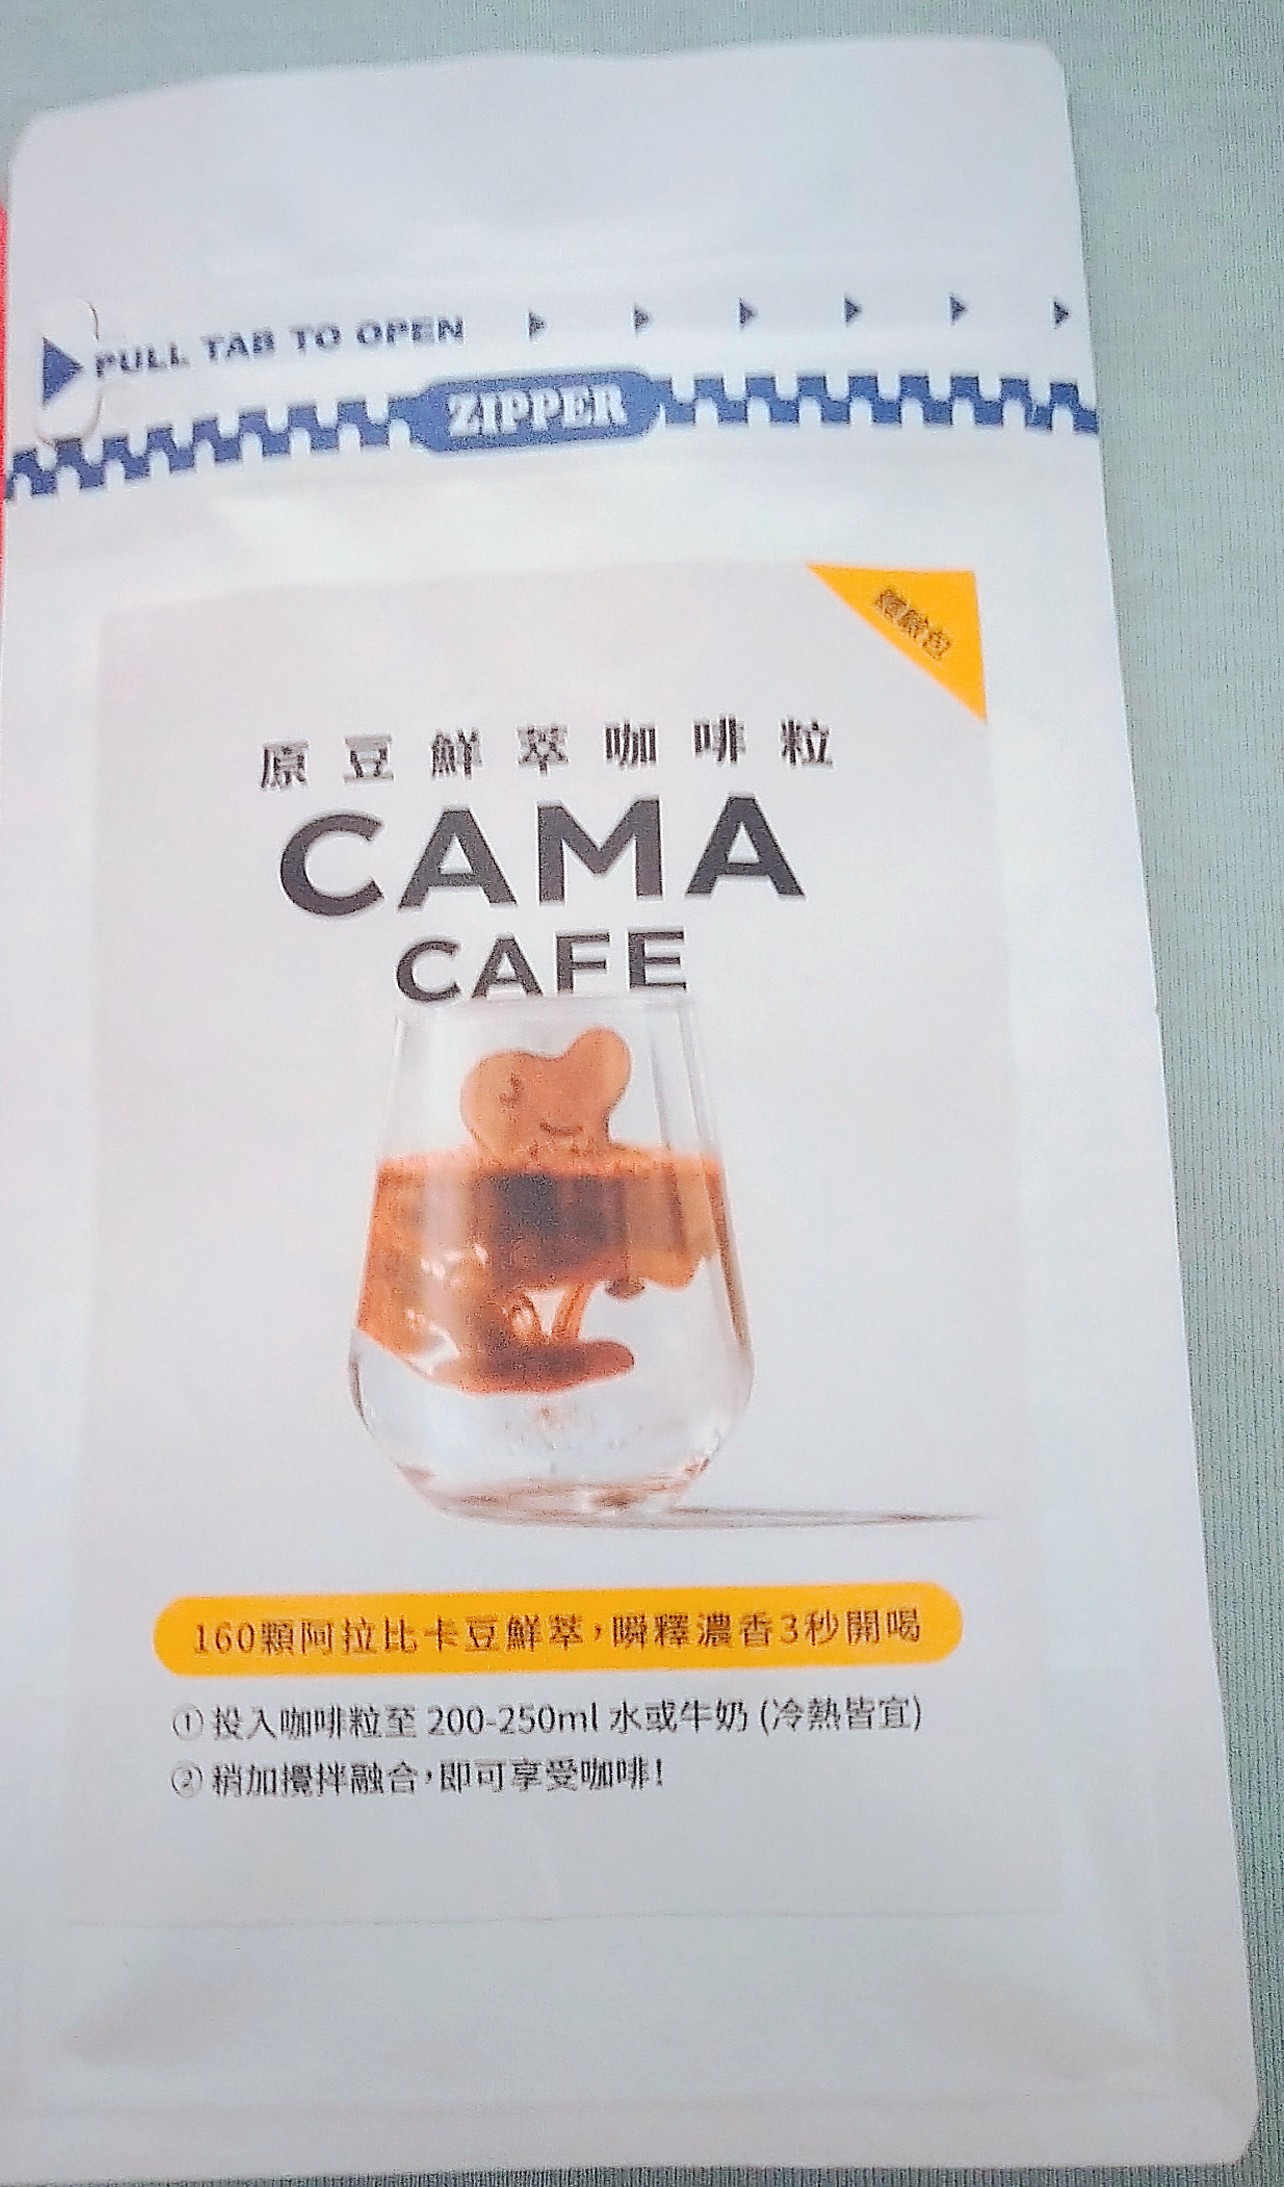 PULL TAB TO OPEN
ZIPPER
原豆鮮萃咖啡粒
CAMA
CAFE
160顆阿拉比卡豆鮮萃,瞬釋濃香3秒開喝
① 投入咖啡粒至 200-250ml 水或牛奶 (冷熱皆宜)
② 稍加攪拌融合,即可享受咖啡!